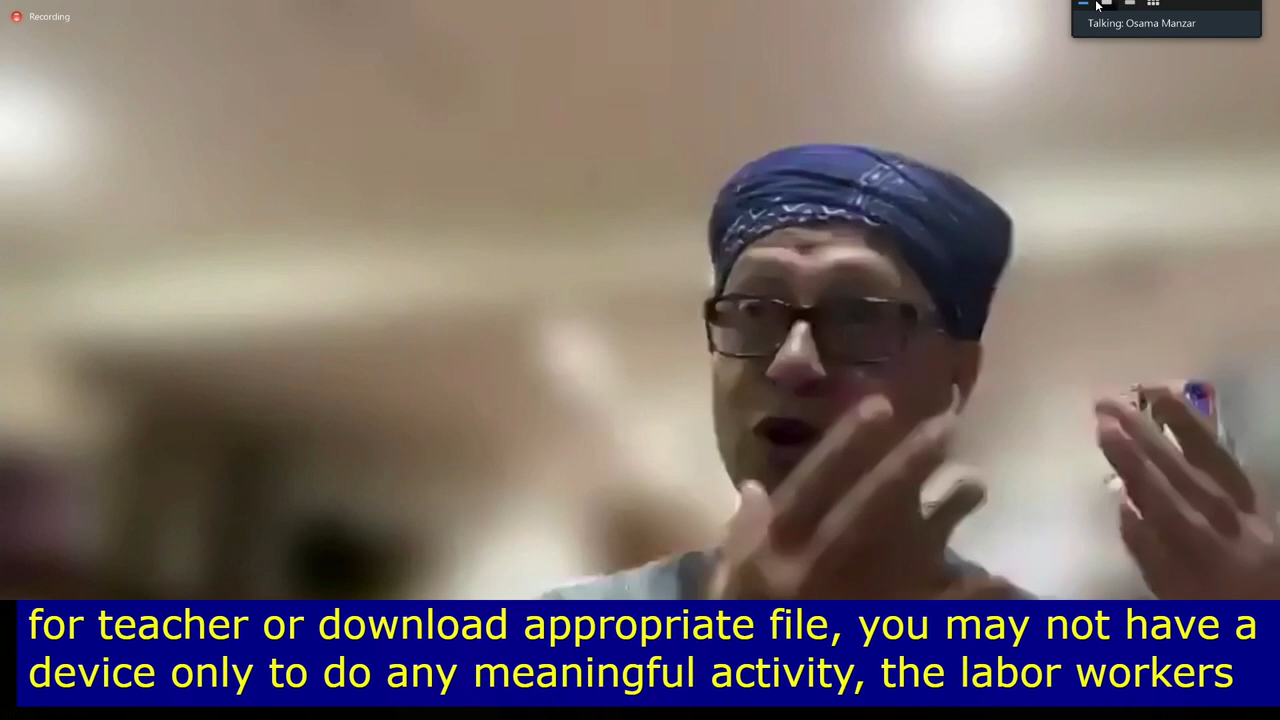 Recording
Talking: Osama Manzar
for teacher or download appropriate file, you may not have a
device only to do any meaningful activity, the labor workers